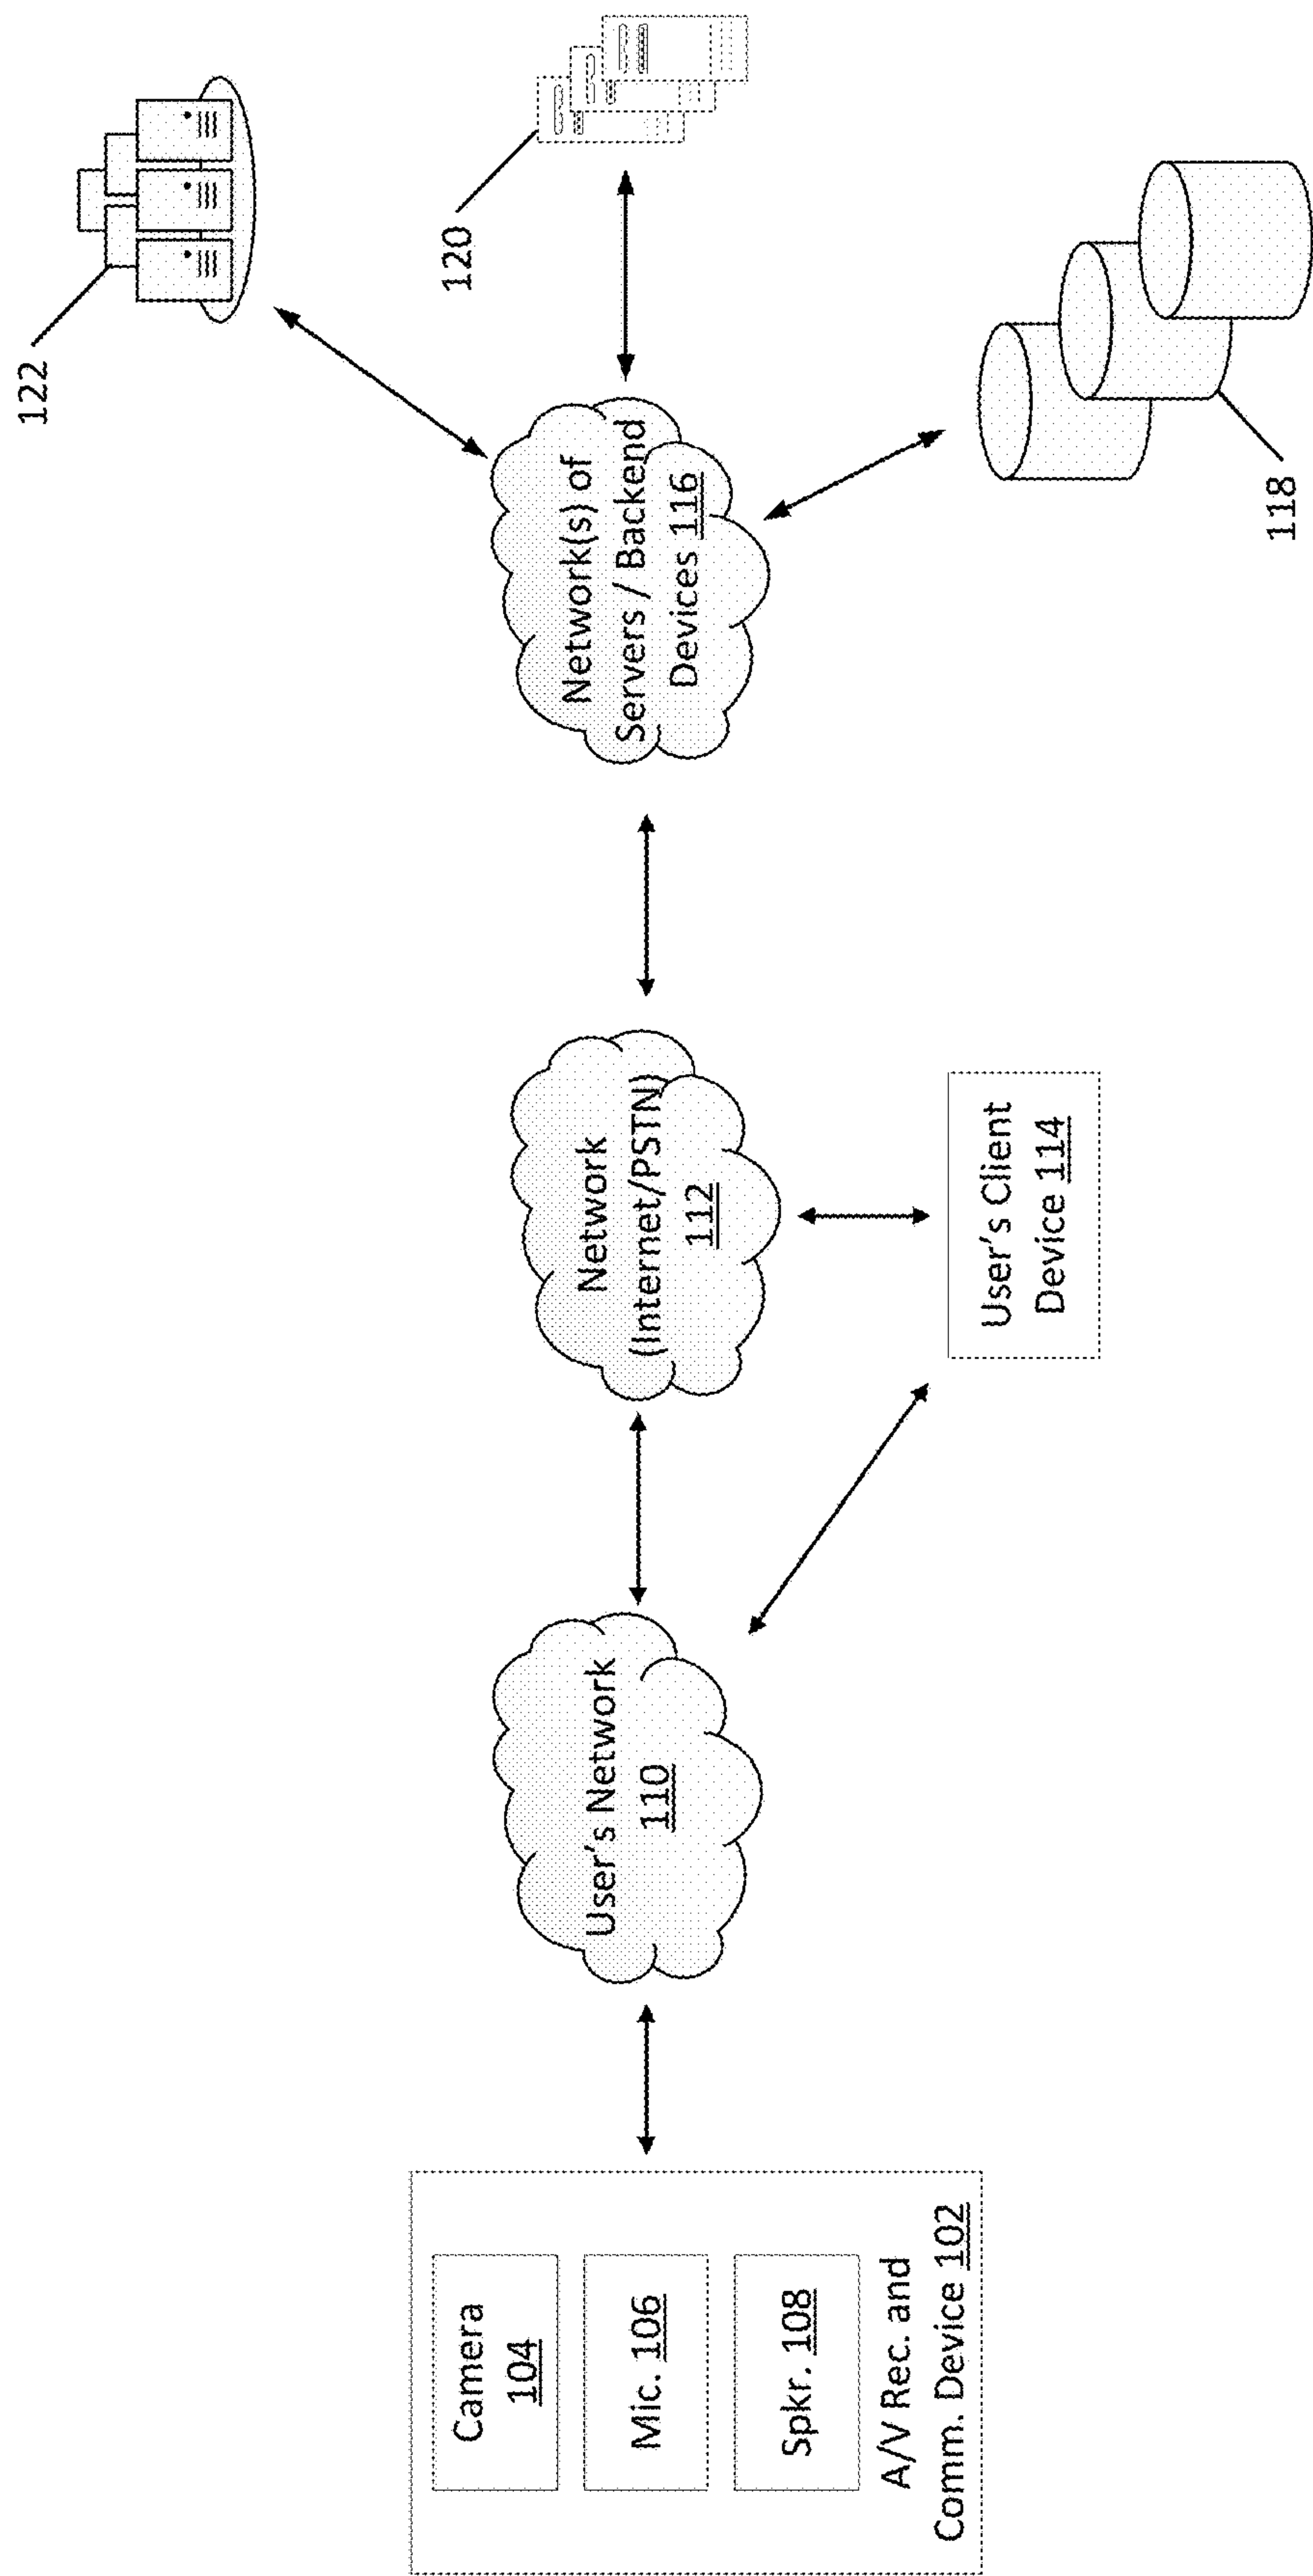 122
120
Network(s) of
Servers / Backend
Devices 116
118
Network
(Internet/PSTN)
112
User's Client
Device 114
User's Network
110
Camera
104
Mic. 106
Spkr. 108
A/V Rec. and
Comm. Device 102